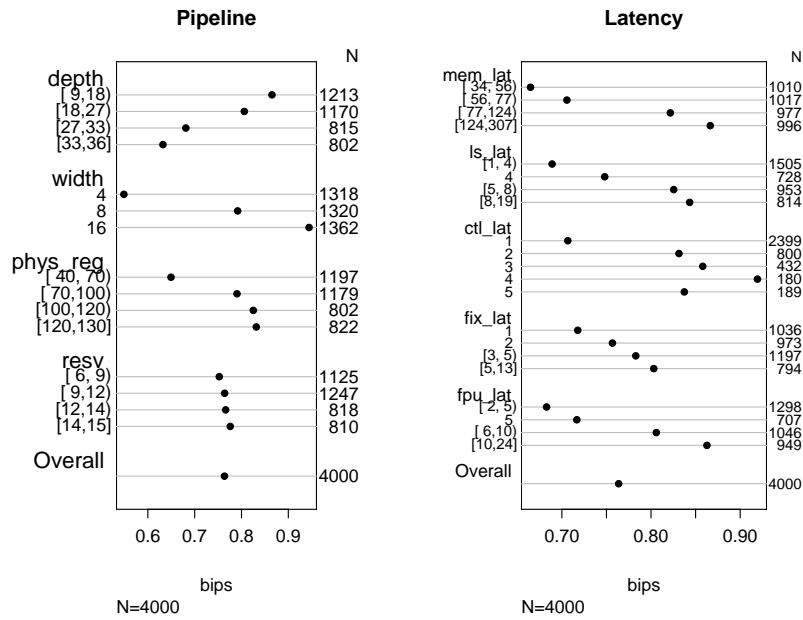 Pipeline
N
depth
[ 9,18) 1213
[18,27) 1170
[27,33) 815
[33,36] 802
width
4 1318
8 1320
16 1362
phys_reg
[ 40, 70) 1197
[ 70,100) 1179
[100,120) 802
[120,130] 822
resv
[ 6, 9) 1125
[ 9,12) 1247
[12,14) 818
[14,15] 810
Overall
4000
0.6 0.7 0.8 0.9
bips
N=4000
Latency
N
mem_lat
[ 34, 56) 1010
[ 56, 77) 1017
[ 77,124) 977
[124,307] 996
ls_lat
[1, 4) 1505
4 728
[5, 8) 953
[8,19] 814
ctl_lat
1 2399
2 800
3 432
4 180
5 189
fix_lat
1 1036
2 973
[3, 5) 1197
[5,13] 794
fpu_lat
[ 2, 5) 1298
5 707
[ 6,10) 1046
[10,24] 949
Overall
4000
0.70 0.80 0.90
bips
N=4000